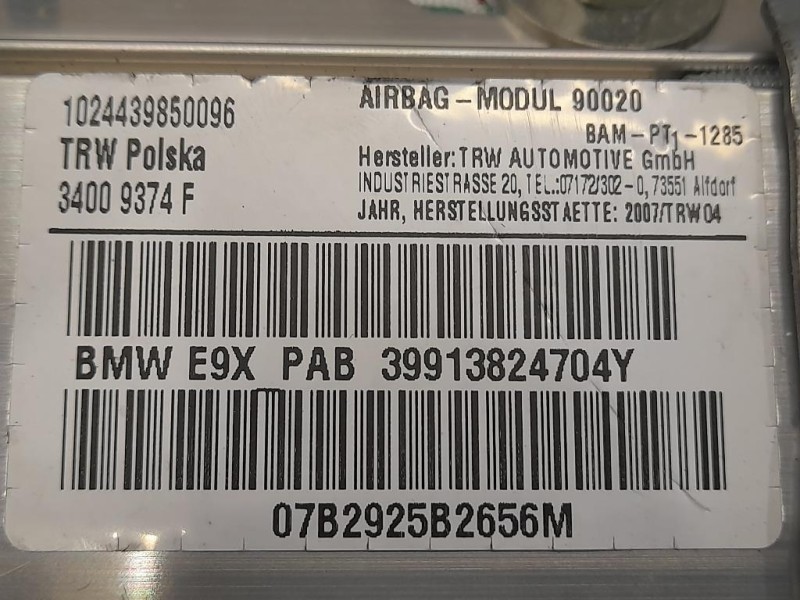 1024439850096
TRW Polska
3400 9374 F
AIRBAG-MODUL 90020
BAM-PT1-1285
Hersteller: TRW AUTOMOTIVE GmbH
INDUSTRIESTRASSE 20, TEL.:07172/302-0, 73551 Alfdorf
JAHR, HERSTELLUNGSSTAETTE: 2007/TRW04
BMW E9X PAB 39913824704Y
07B2925B2656M